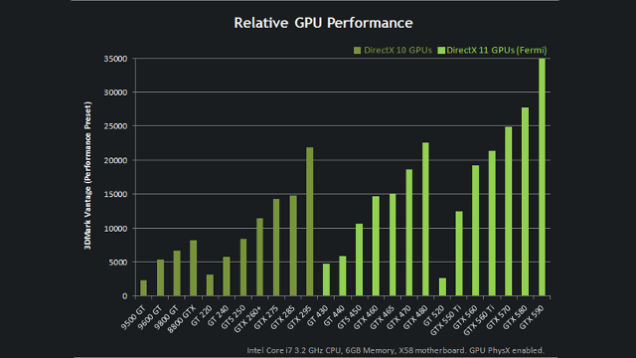 Relative GPU Performance
DirectX 10 GPUs
DirectX 11 GPUs (Fermi)
3DMark Vantage (Performance Preset)
35000
30000
25000
20000
15000
10000
5000
0
9500 GT
9600 GT
9800 GT
8800 GTX
GT 220
GT 240
GTS 250
GTX 260+
GTX 275
GTX 285
GTX 295
GT 430
GT 440
GTS 450
GTX 460
GTX 465
GTX 470
GTX 480
GT 520
GTX 550 Ti
GTX 560
GTX 560 Ti
GTX 570
GTX 580
GTX 590
Intel Core i7 3.2 GHz CPU, 6GB Memory, X58 motherboard. GPU PhysX enabled.